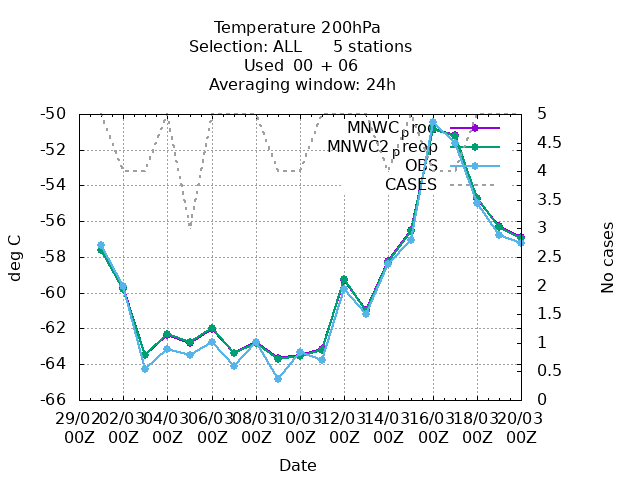 Temperature 200hPa
Selection: ALL 5 stations
Used 00 + 06
Averaging window: 24h
-50
-52
-54
-56
-58
-60
-62
-64
-66
deg C
MNWC_proo
MNWC2_preop
OBS
CASES
5
4.5
4
3.5
3
2.5
2
1.5
1
0.5
0
No cases
29/02 02/03 04/03 06/03 08/03 10/03 12/03 14/03 16/03 18/03 20/03
00Z 00Z 00Z 00Z 00Z 00Z 00Z 00Z 00Z 00Z 00Z
Date